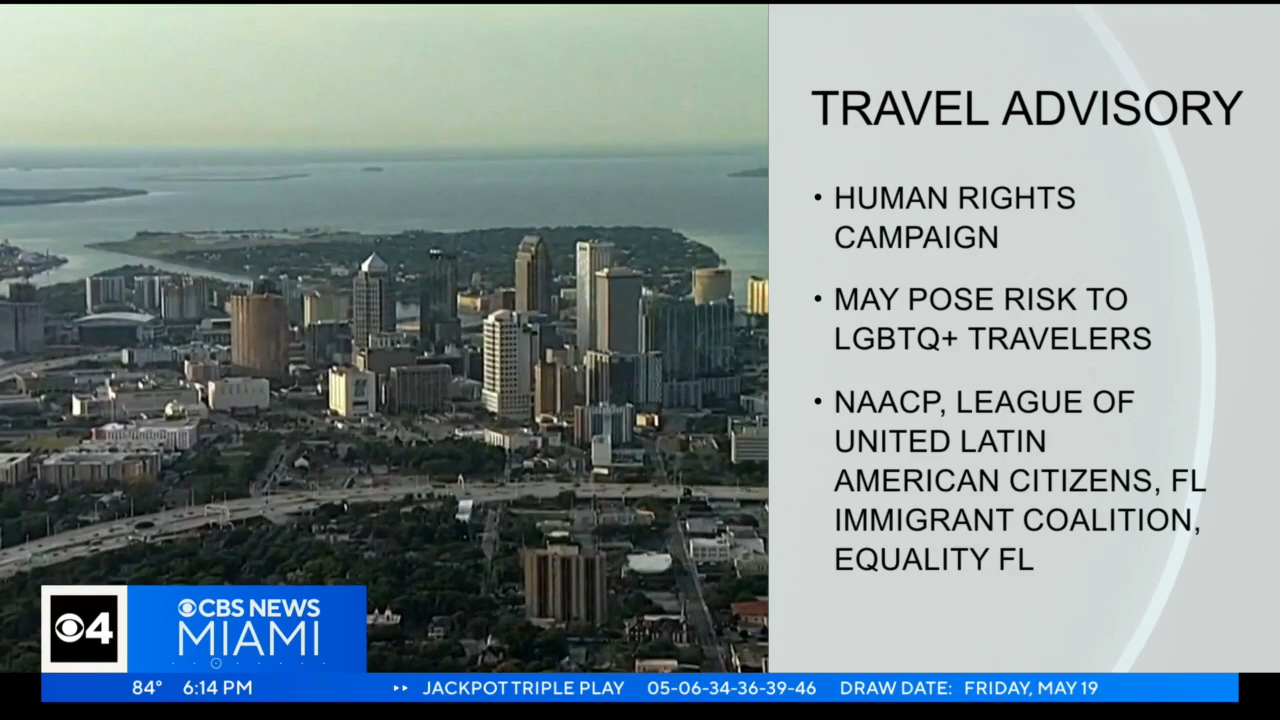 TRAVEL ADVISORY
• HUMAN RIGHTS
CAMPAIGN
• MAY POSE RISK TO
LGBTQ+ TRAVELERS
• NAACP, LEAGUE OF
UNITED LATIN
AMERICAN CITIZENS, FL
IMMIGRANT COALITION,
EQUALITY FL
4
CBS NEWS
MIAMI
84° 6:14 PM JACKPOT TRIPLE PLAY 05-06-34-36-39-46 DRAW DATE: FRIDAY, MAY 19